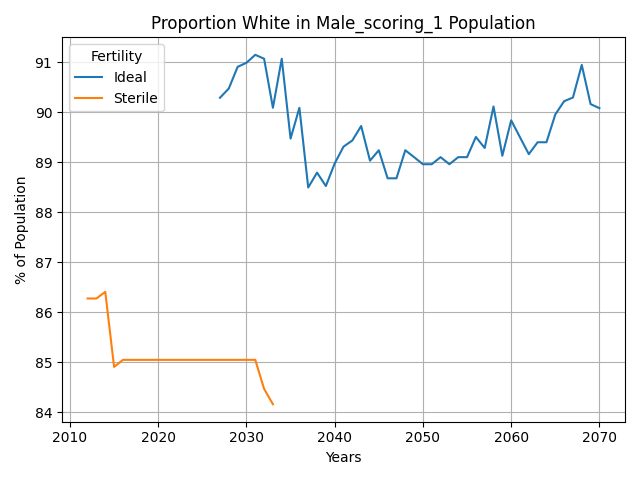 Proportion White in Male_scoring_1 Population
Fertility
Ideal
Sterile
% of Population
91
90
89
88
87
86
85
84
2010 2020 2030 2040 2050 2060 2070
Years